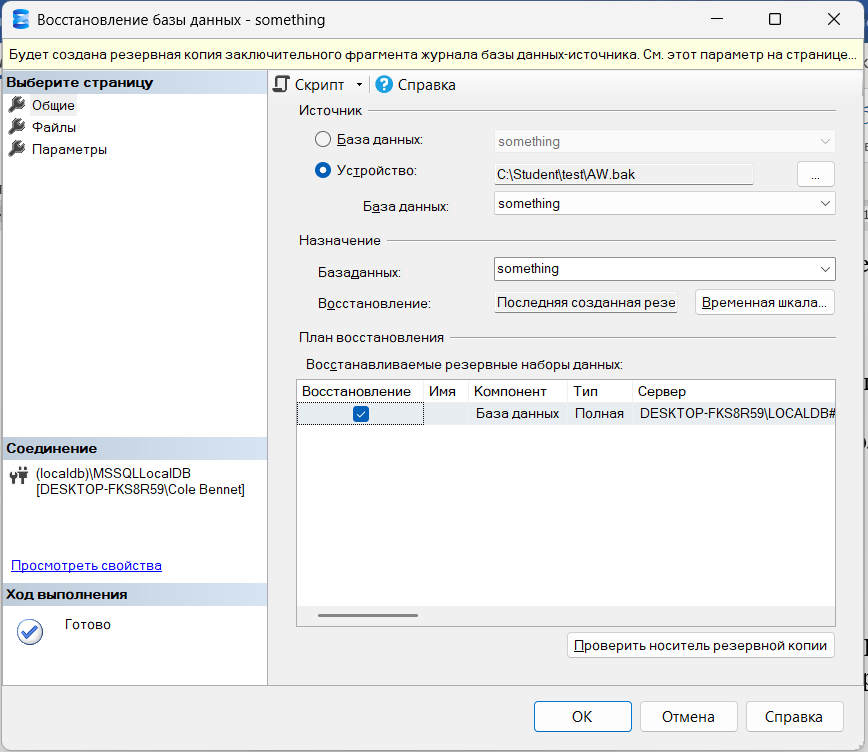 Восстановление базы данных - something
Будет создана резервная копия заключительного фрагмента журнала базы данных-источника. См. этот параметр на странице...
Выберите страницу
Общие
Файлы
Параметры
Скрипт
Справка
Источник
База данных:
something
Устройство:
C:\Student\test\AW.bak
...
База данных:
something
Назначение
Базаданных:
something
Восстановление:
Последняя созданная резе
Временная шкала...
План восстановления
Восстанавливаемые резервные наборы данных:
Восстановление Имя Компонент Тип Сервер
База данных Полная DESKTOP-FKS8R59\LOCALDB#
Соединение
(localdb)\MSSQLLocalDB
[DESKTOP-FKS8R59\Cole Bennet]
Просмотреть свойства
Ход выполнения
Готово
Проверить носитель резервной копии
ОК
Отмена
Справка